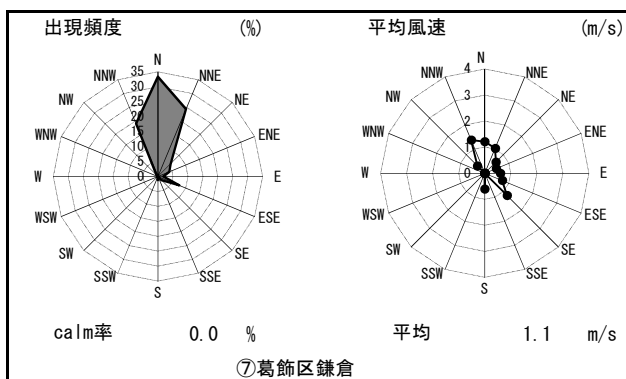 出現頻度 (%)
N
NNE
NE
ENE
E
ESE
SE
SSE
S
SSW
SW
WSW
W
WNW
NW
NNW
35
30
25
20
15
10
5
0
calm率 0.0 %
平均風速 (m/s)
N
NNE
NE
ENE
E
ESE
SE
SSE
S
SSW
SW
WSW
W
WNW
NW
NNW
4
3
2
1
0
平均 1.1 m/s
⑦葛飾区鎌倉